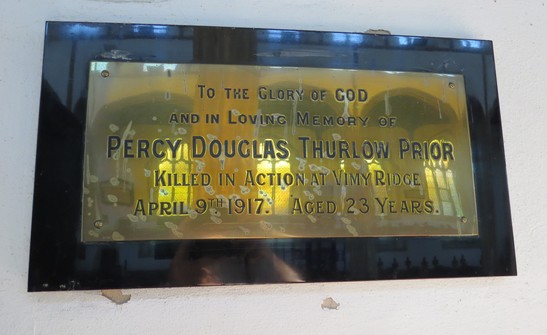 To the Glory of GOD
and in Loving Memory of
Percy Douglas Thurlow Prior
Killed in Action at Vimy Ridge
April 9th 1917. Aged 23 Years.